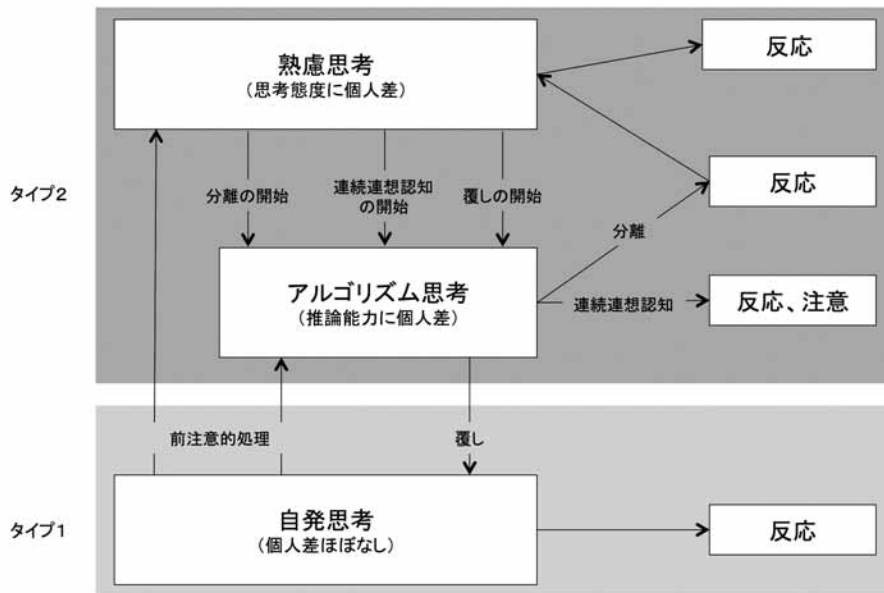 熟慮思考
（思考態度に個人差）
反応
タイプ2
分離の開始
連続連想認知
の開始
覆しの開始
反応
分離
アルゴリズム思考
（推論能力に個人差）
連続連想認知
反応、注意
前注意的処理
覆し
タイプ1
自発思考
（個人差ほぼなし）
反応